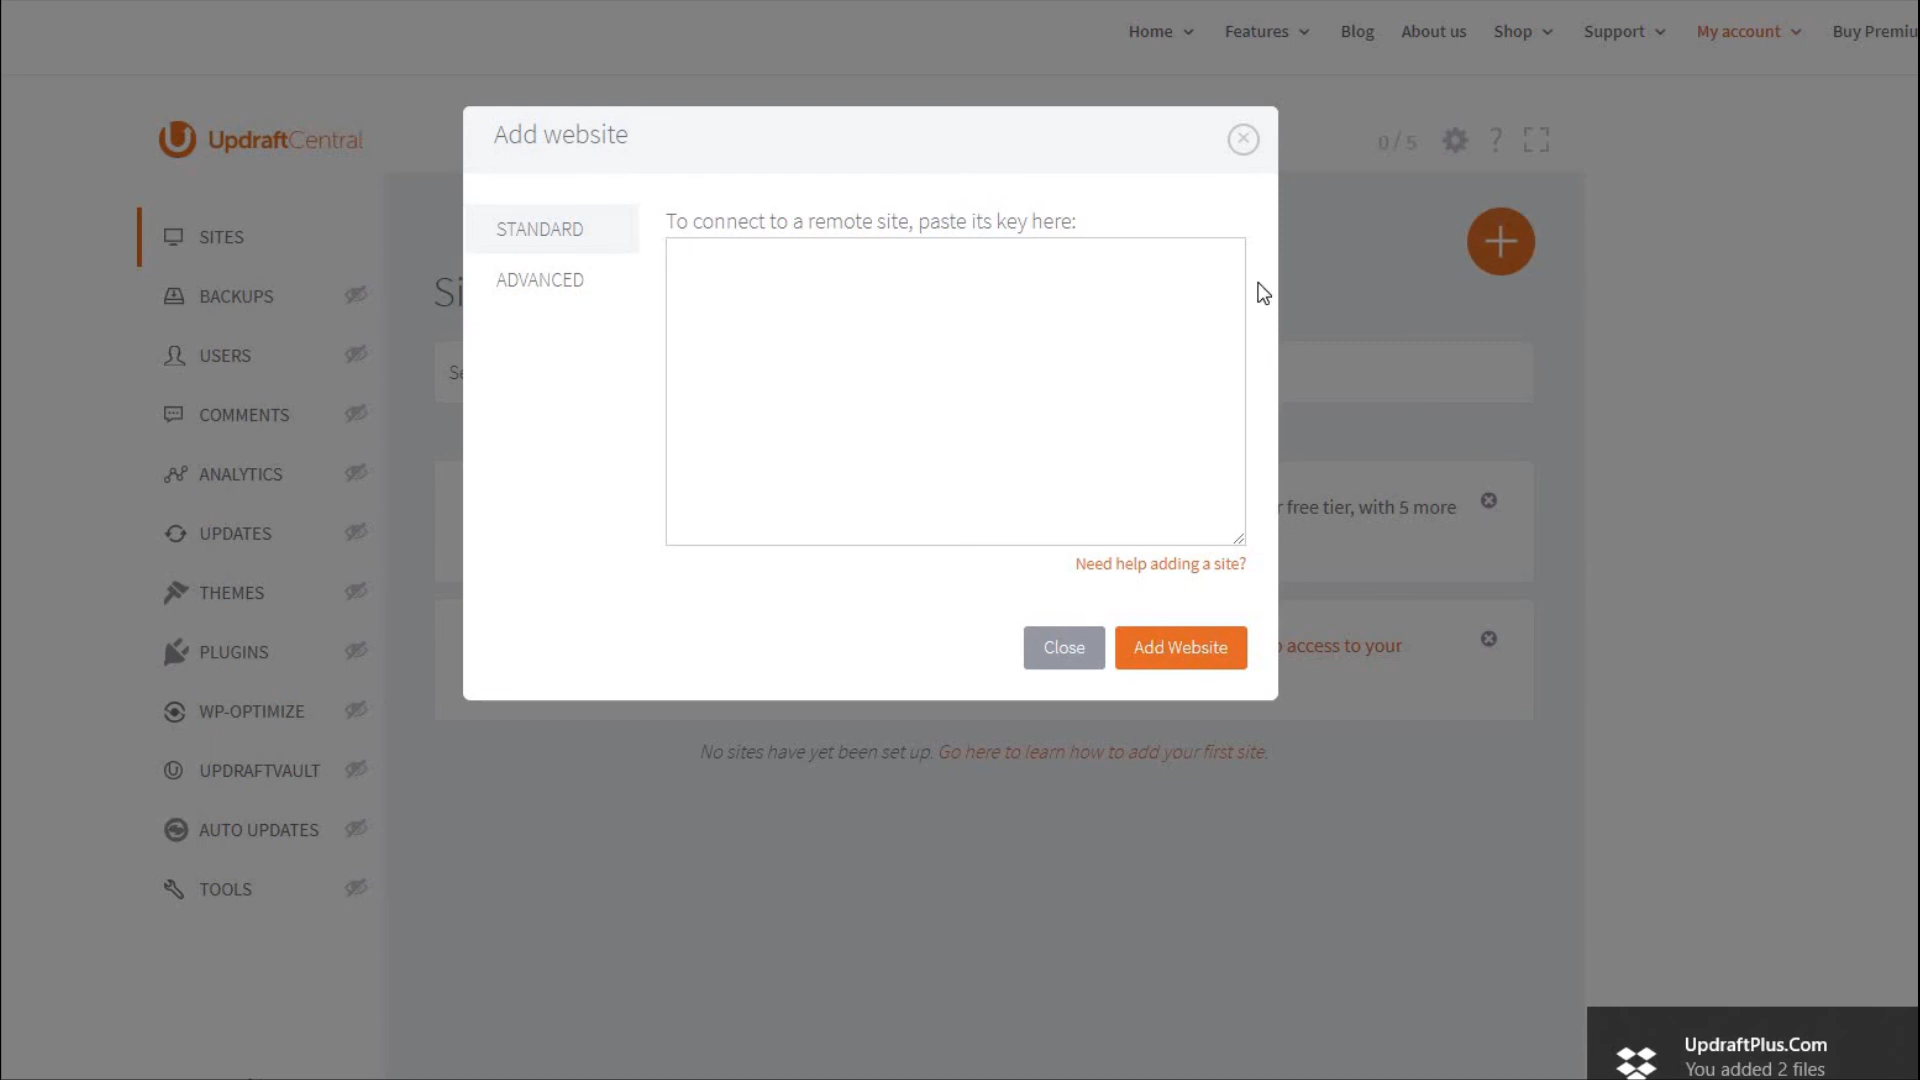 Home Features Blog About us Shop Support My account Buy Premiu
UpdraftCentral
Add website
0 / 5 ?
STANDARD
ADVANCED
To connect to a remote site, paste its key here:
SITES
BACKUPS
USERS
COMMENTS
ANALYTICS
UPDATES
THEMES
PLUGINS
WP-OPTIMIZE
UPDRAFTVAULT
AUTO UPDATES
TOOLS
Si
Se
free tier, with 5 more
Need help adding a site?
Close Add Website
access to your
No sites have yet been set up. Go here to learn how to add your first site.
UpdraftPlus.Com
You added 2 files